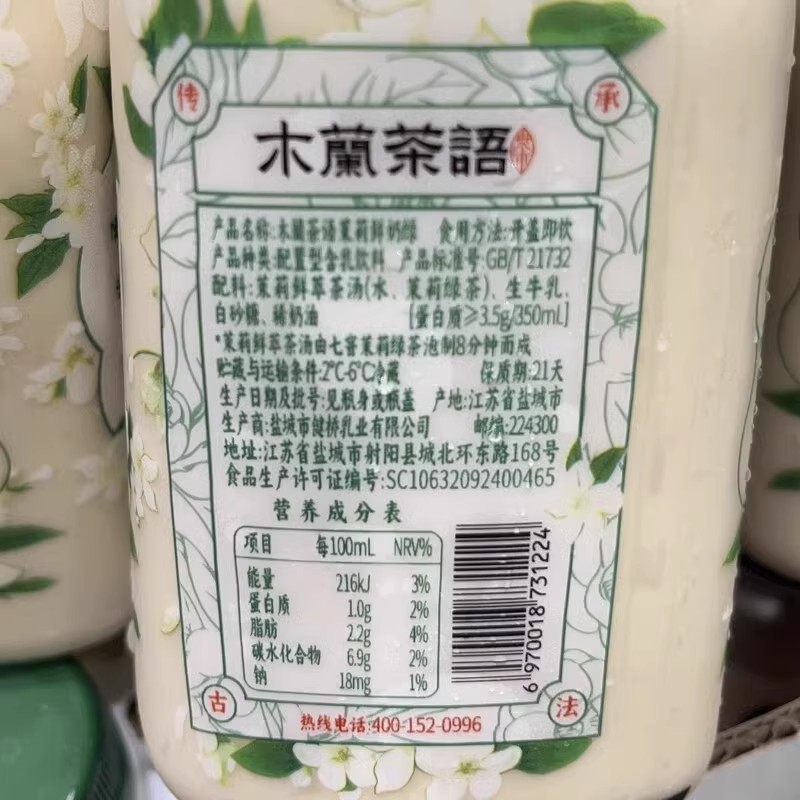 传 承
木蘭茶語
产品名称:木蘭茶语茉莉鲜奶绿 食用方法:开盖即饮
产品种类:配置型含乳饮料 产品标准号:GB/T 21732
配料:茉莉鲜萃茶汤(水、茉莉绿茶)、生牛乳、
白砂糖、稀奶油 [蛋白质≥3.5g/350mL]
*茉莉鲜萃茶汤由七窨茉莉绿茶泡制8分钟而成
贮藏与运输条件:2℃-6℃冷藏 保质期:21天
生产日期及批号:见瓶身或瓶盖 产地:江苏省盐城市
生产商:盐城市健桥乳业有限公司 邮编:224300
地址:江苏省盐城市射阳县城北环东路168号
食品生产许可证编号:SC10632092400465
营养成分表
项目 每100mL NRV%
能量 216kJ 3%
蛋白质 1.0g 2%
脂肪 2.2g 4%
碳水化合物 6.9g 2%
钠 18mg 1%
6 970018 731224
古 法
热线电话:400-152-0996